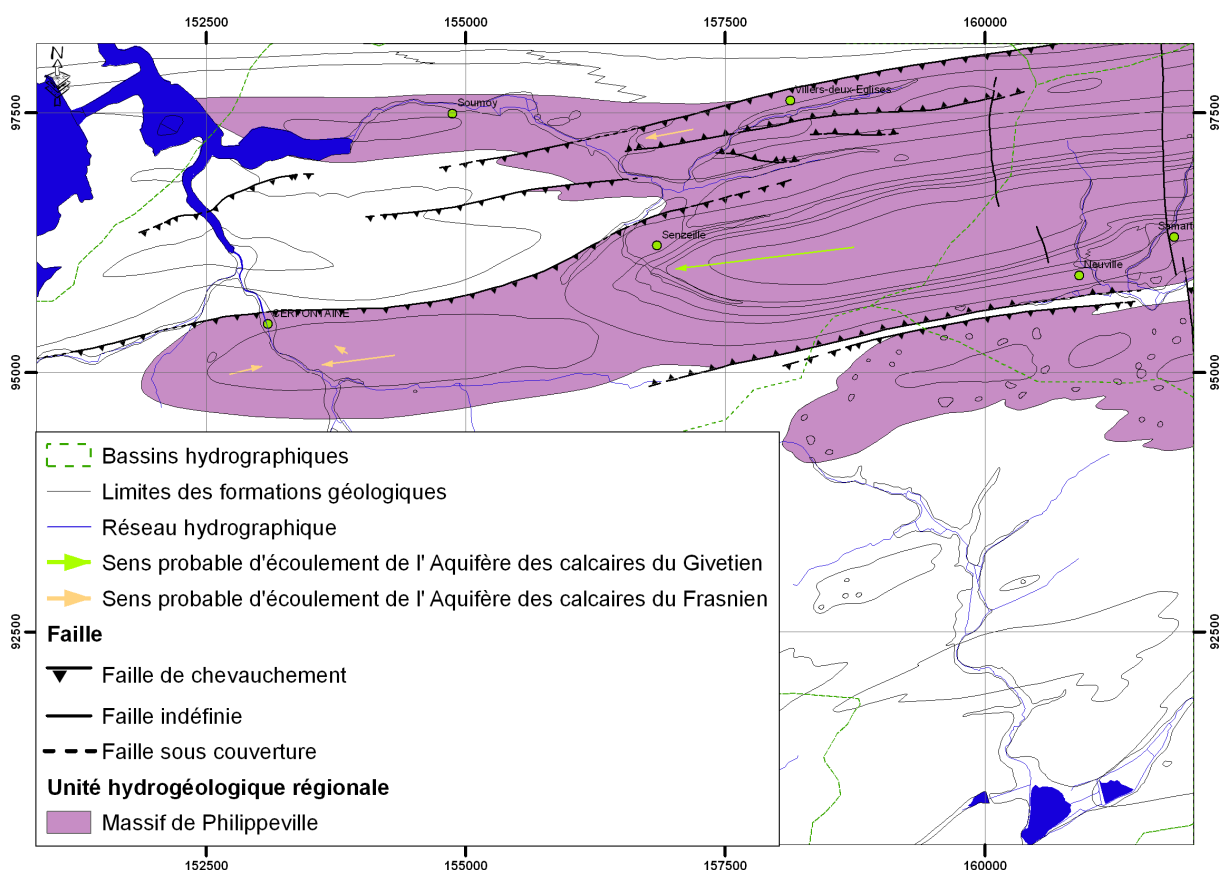 152500 155000 157500 160000
N
97500 97500
Villers-deux-Eglises
Soumoy
Senzeille
Samart
Neuville
CERFONTAINE
95000 95000
Bassins hydrographiques
Limites des formations géologiques
Réseau hydrographique
Sens probable d'écoulement de l' Aquifère des calcaires du Givetien
Sens probable d'écoulement de l' Aquifère des calcaires du Frasnien
92500 92500
Faille
Faille de chevauchement
Faille indéfinie
Faille sous couverture
Unité hydrogéologique régionale
Massif de Philippeville
152500 155000 157500 160000